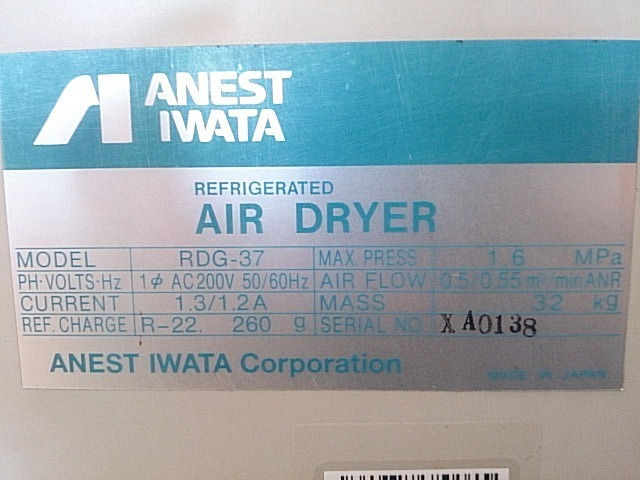 ANEST
IWATA
REFRIGERATED
AIR DRYER
MODEL RDG-37 MAX. PRESS 1.6 MPa
PH·VOLTS·Hz 1φ AC200V 50/60Hz AIR FLOW 0.5/0.55 m³/min ANR
CURRENT 1.3/1.2A MASS 32 kg
REF. CHARGE R-22. 260 g SERIAL NO. XA0138
ANEST IWATA Corporation
MADE IN JAPAN